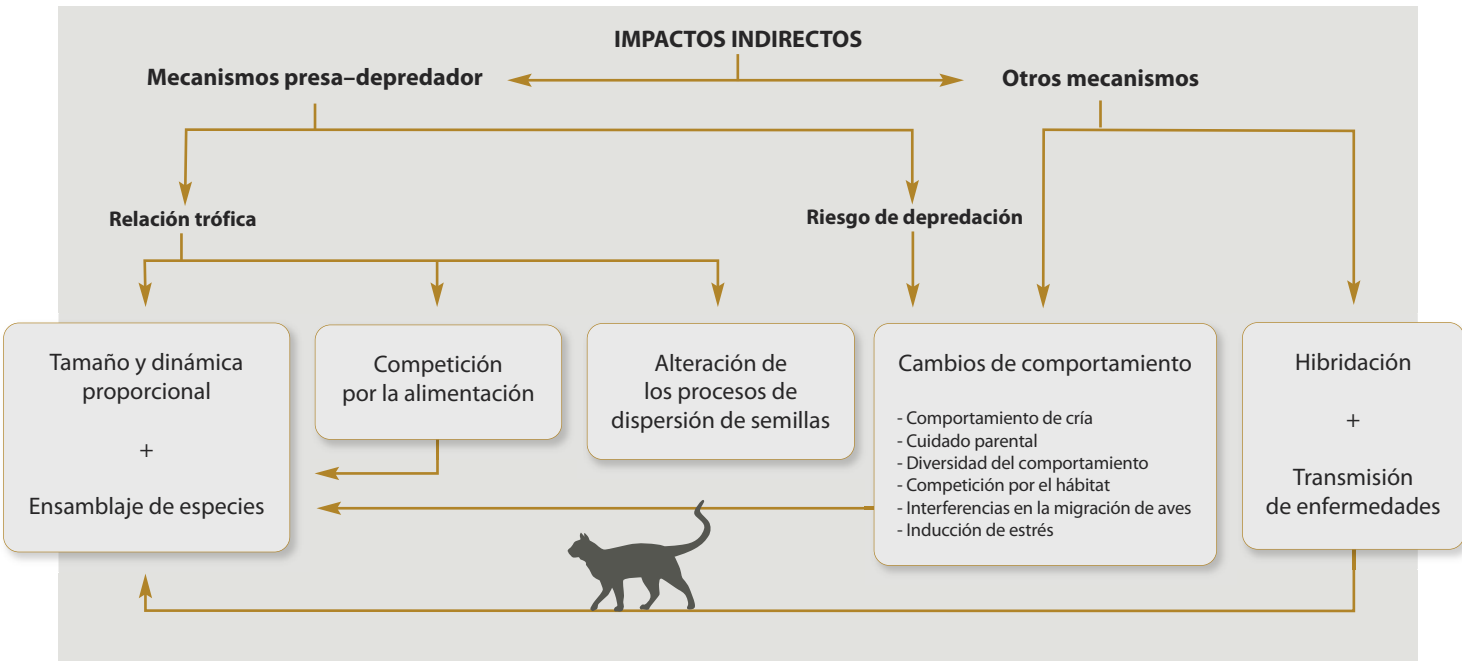 IMPACTOS INDIRECTOS
Mecanismos presa–depredador
Otros mecanismos
Relación trófica
Riesgo de depredación
Tamaño y dinámica
proporcional
+
Ensamblaje de especies
Competición
por la alimentación
Alteración de
los procesos de
dispersión de semillas
Cambios de comportamiento
- Comportamiento de cría
- Cuidado parental
- Diversidad del comportamiento
- Competición por el hábitat
- Interferencias en la migración de aves
- Inducción de estrés
Hibridación
+
Transmisión
de enfermedades